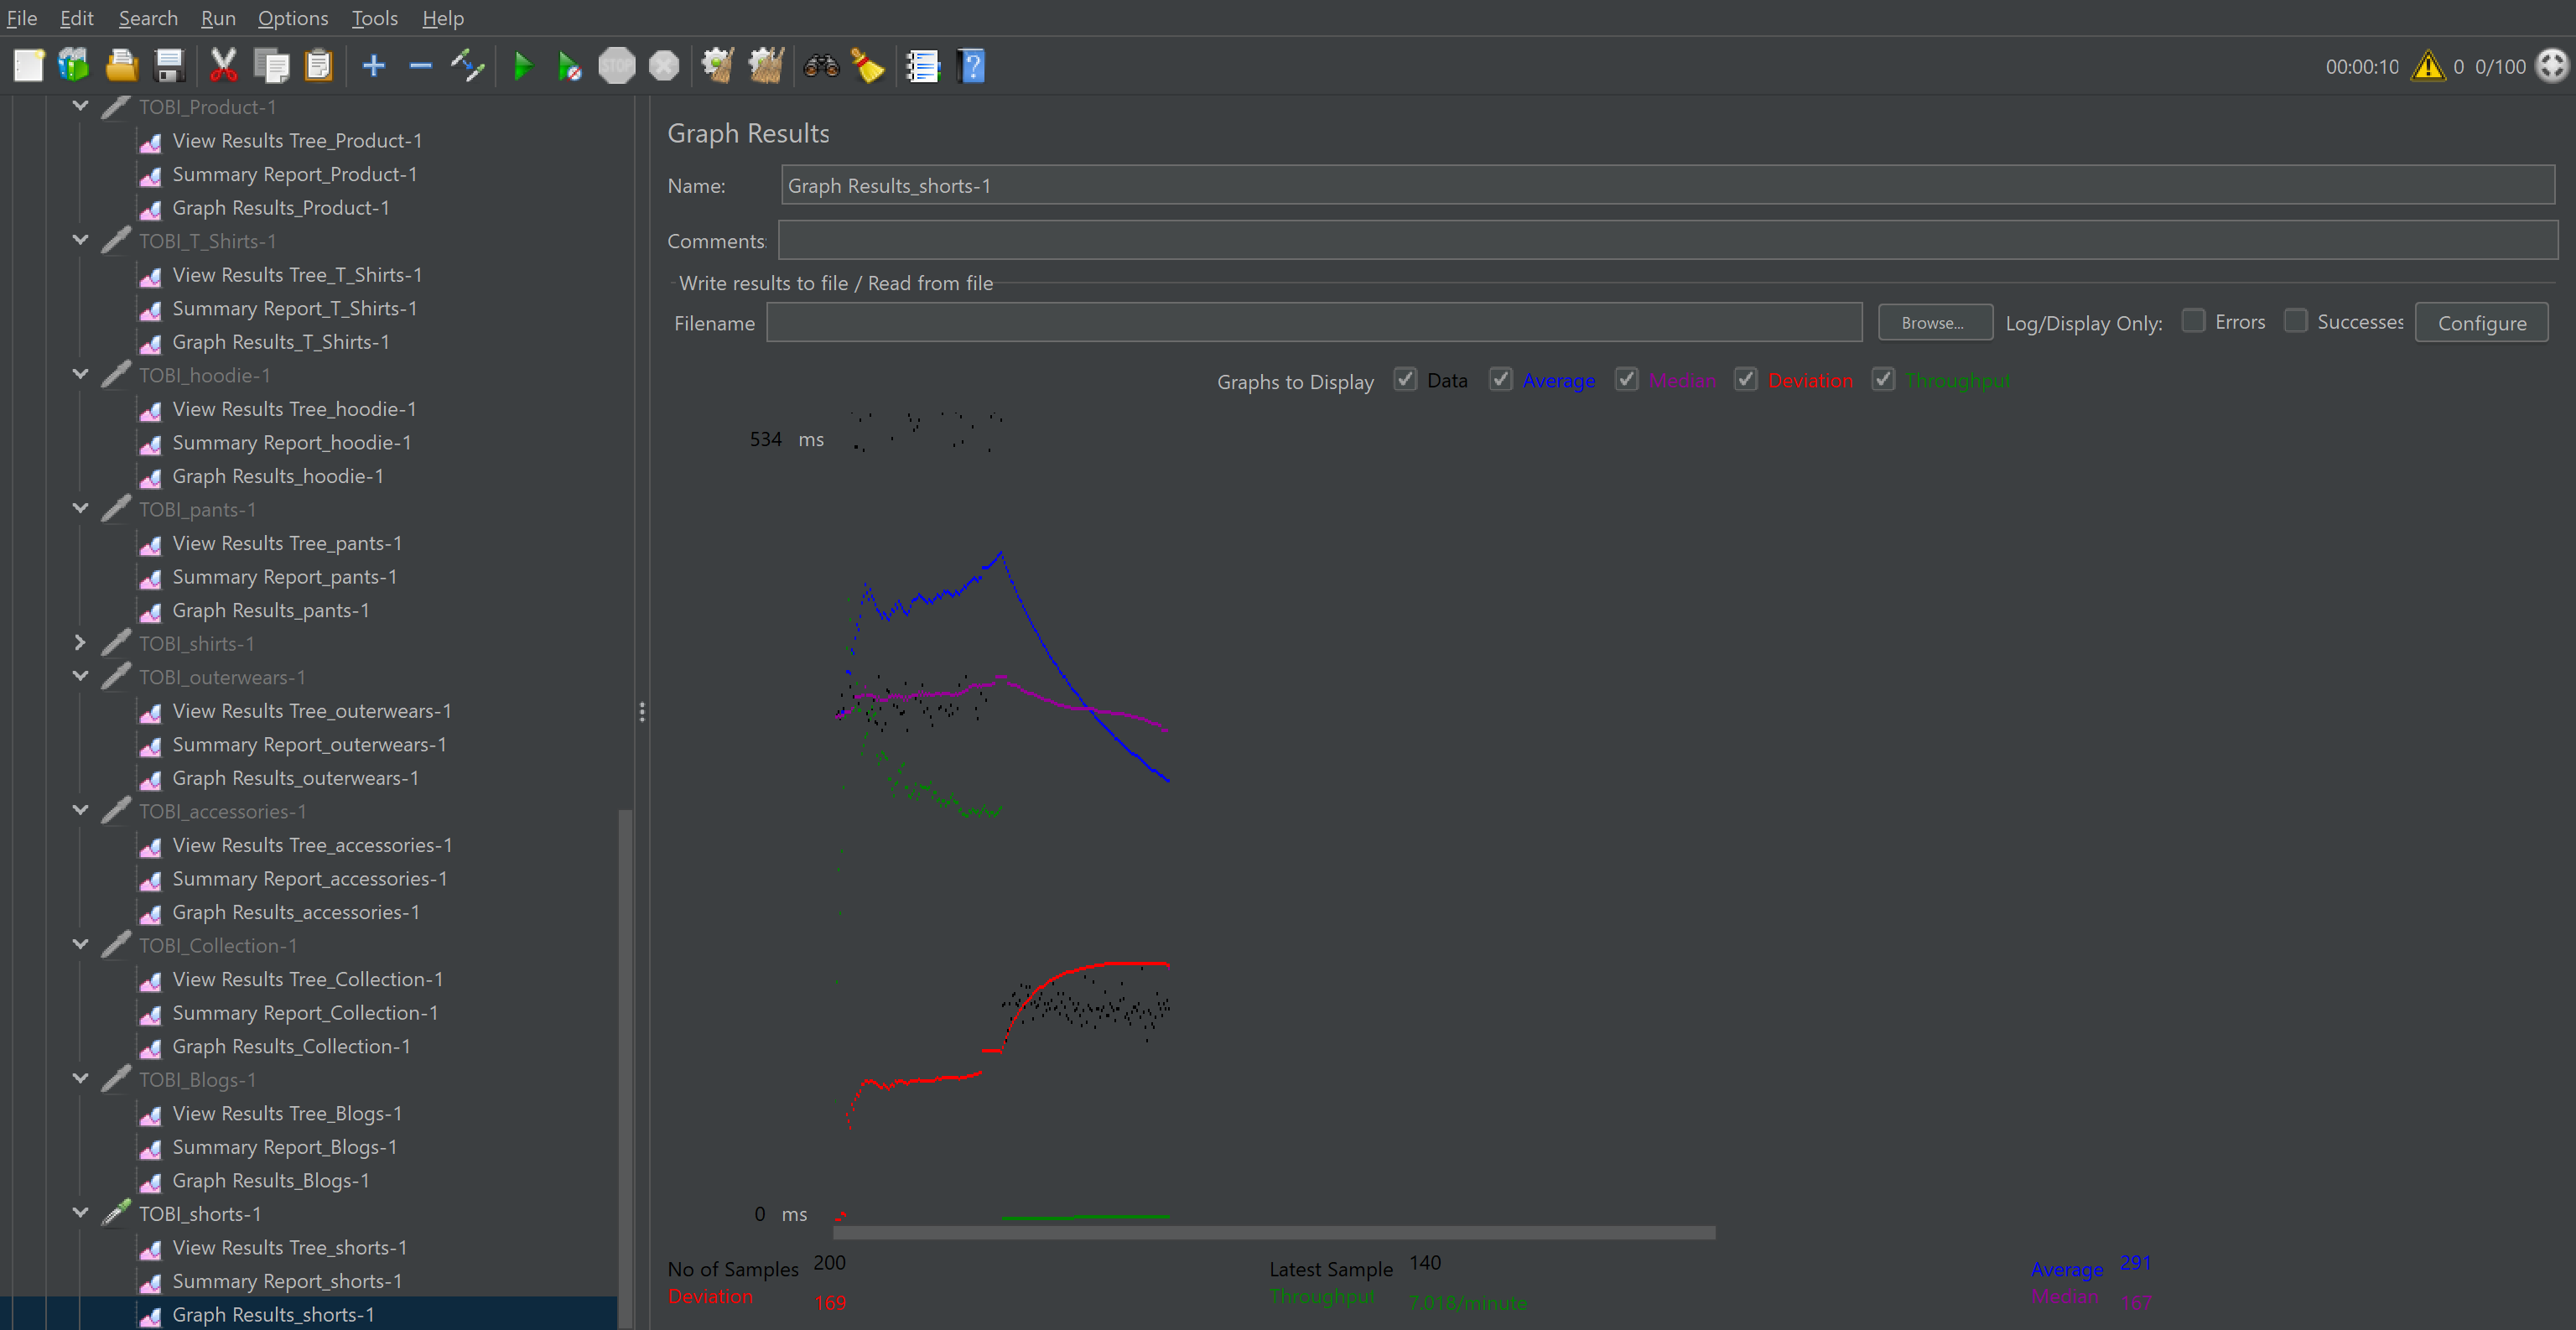 File Edit Search Run Options Tools Help
STOP
00:00:10 0 0/100
TOBI_Product-1
View Results Tree_Product-1
Summary Report_Product-1
Graph Results_Product-1
TOBI_T_Shirts-1
View Results Tree_T_Shirts-1
Summary Report_T_Shirts-1
Graph Results_T_Shirts-1
TOBI_hoodie-1
View Results Tree_hoodie-1
Summary Report_hoodie-1
Graph Results_hoodie-1
TOBI_pants-1
View Results Tree_pants-1
Summary Report_pants-1
Graph Results_pants-1
TOBI_shirts-1
TOBI_outerwears-1
View Results Tree_outerwears-1
Summary Report_outerwears-1
Graph Results_outerwears-1
TOBI_accessories-1
View Results Tree_accessories-1
Summary Report_accessories-1
Graph Results_accessories-1
TOBI_Collection-1
View Results Tree_Collection-1
Summary Report_Collection-1
Graph Results_Collection-1
TOBI_Blogs-1
View Results Tree_Blogs-1
Summary Report_Blogs-1
Graph Results_Blogs-1
TOBI_shorts-1
View Results Tree_shorts-1
Summary Report_shorts-1
Graph Results_shorts-1
Graph Results
Name: Graph Results_shorts-1
Comments:
Write results to file / Read from file
Filename Browse... Log/Display Only: Errors Successes Configure
Graphs to Display Data Average Median Deviation Throughput
534 ms
0 ms
No of Samples 200 Latest Sample 140 Average 291
Deviation 169 Throughput 7.018/minute Median 167